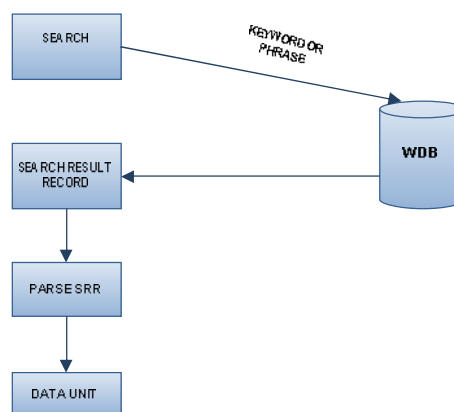 SEARCH
KEYWORD OR
PHRASE
WDB
SEARCH RESULT
RECORD
PARSE SRR
DATA UNIT